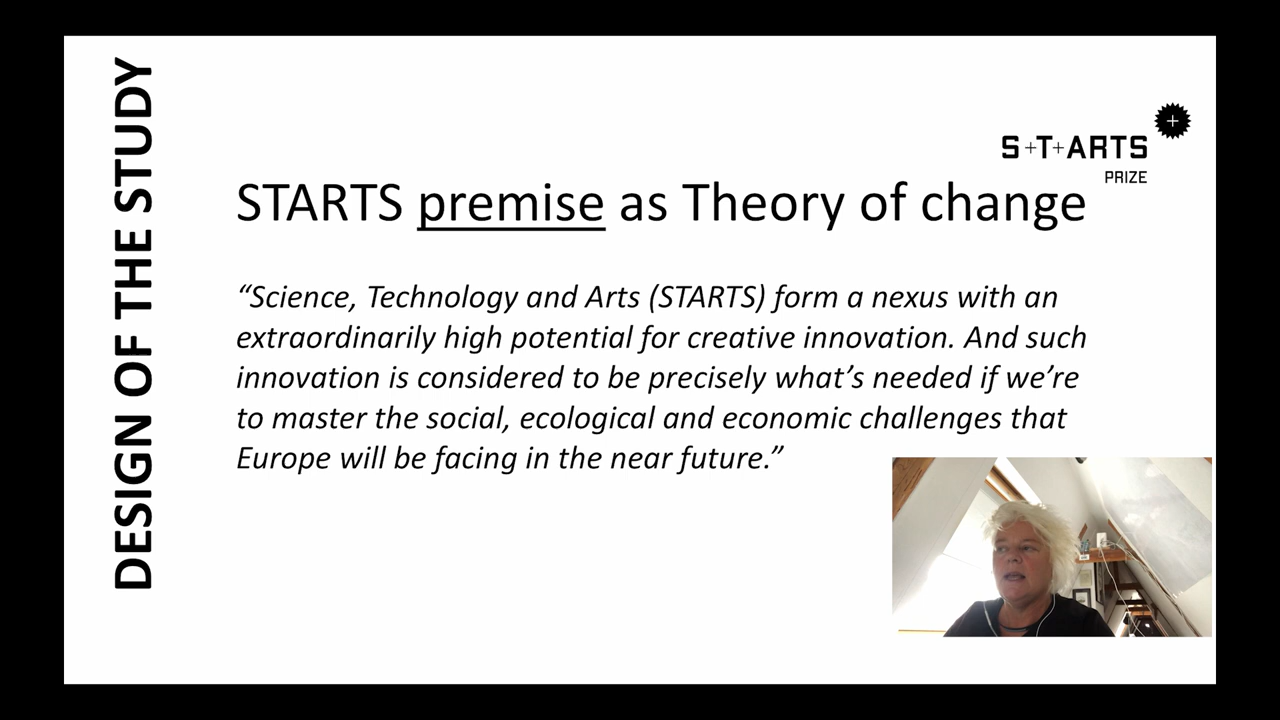 DESIGN OF THE STUDY
S+T+ARTS
PRIZE
STARTS premise as Theory of change
“Science, Technology and Arts (STARTS) form a nexus with an
extraordinarily high potential for creative innovation. And such
innovation is considered to be precisely what’s needed if we’re
to master the social, ecological and economic challenges that
Europe will be facing in the near future.”